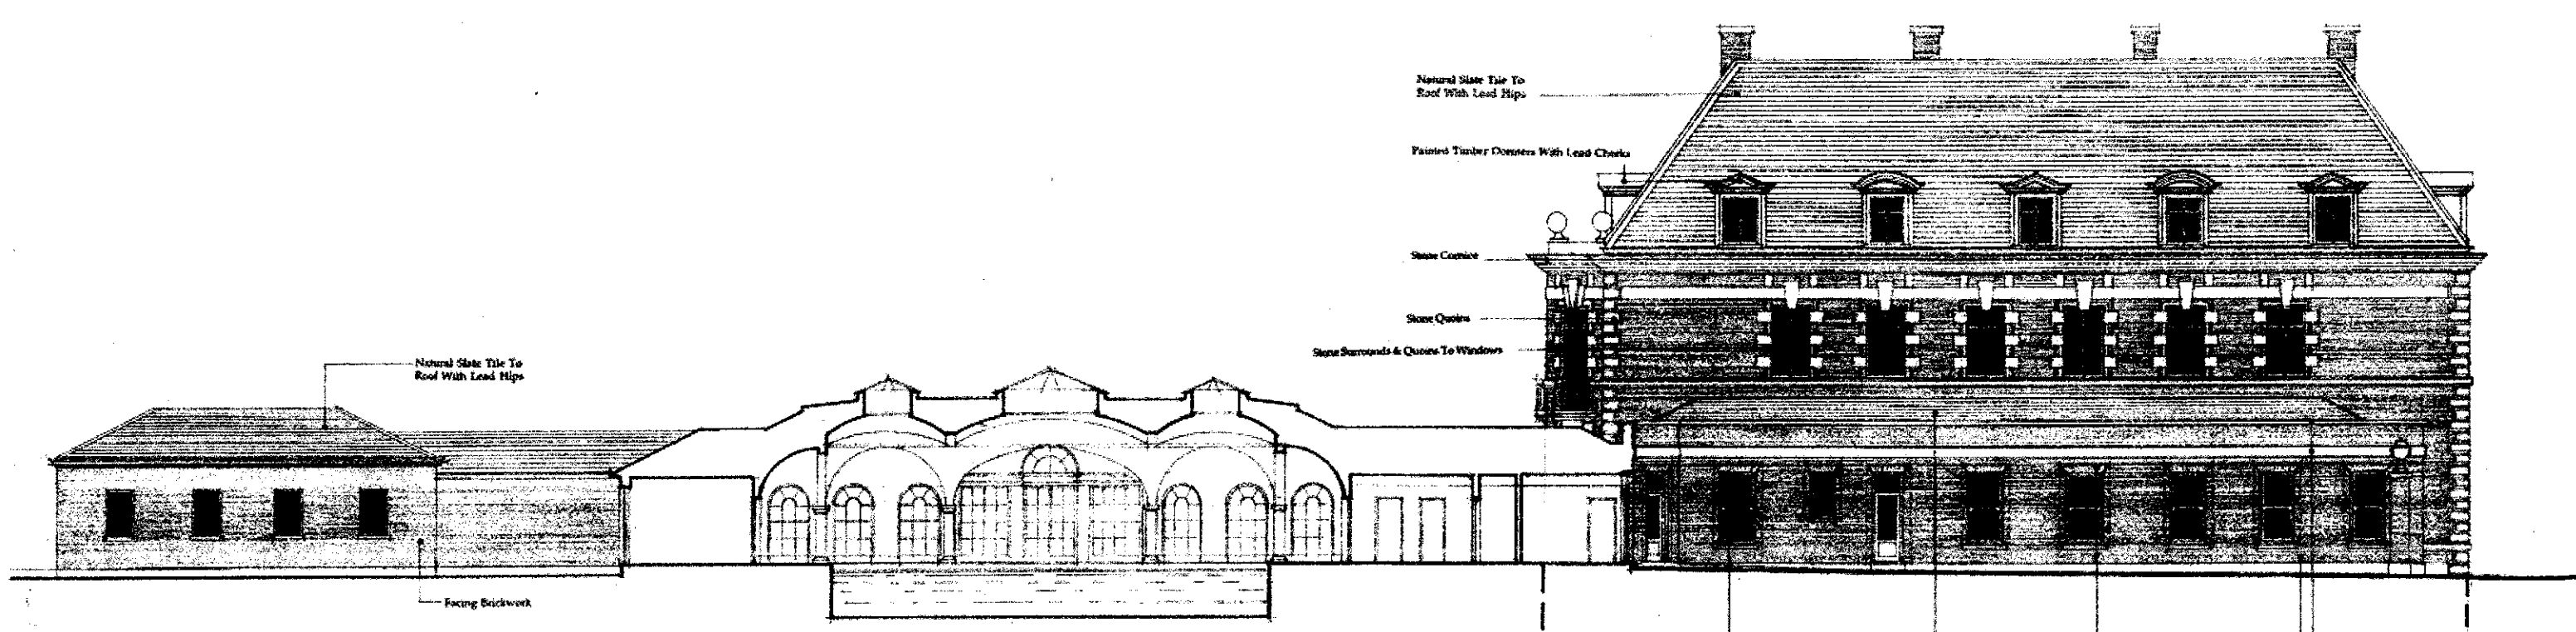 Natural Slate Tile To
Roof With Lead Hips
Painted Timber Dormers With Lead Cheeks
Stone Cornice
Stone Quoins
Stone Surrounds & Quoins To Windows
Natural Slate Tile To
Roof With Lead Hips
Facing Brickwork